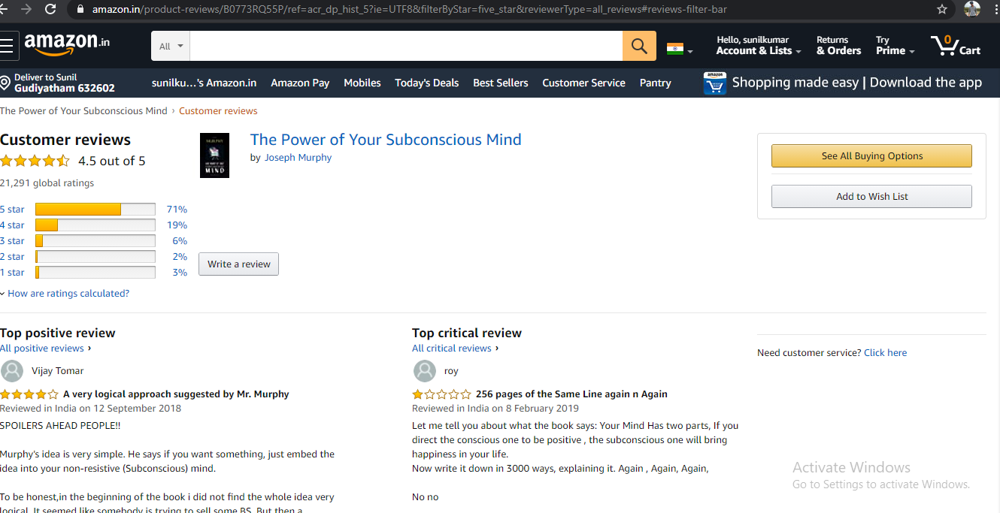 amazon.in/product-reviews/B0773RQ55P/ref=acr_dp_hist_5?ie=UTF8&filterByStar=five_star&reviewerType=all_reviews#reviews-filter-bar
amazon.in
All
Hello, sunilkumar
Account & Lists
Returns
& Orders
Try
Prime
0
Cart
Deliver to Sunil
Gudiyatham 632602
sunilku...'s Amazon.in Amazon Pay Mobiles Today's Deals Best Sellers Customer Service Pantry
amazon
Shopping made easy | Download the app
The Power of Your Subconscious Mind › Customer reviews
Customer reviews
4.5 out of 5
21,291 global ratings
5 star 71%
4 star 19%
3 star 6%
2 star 2%
1 star 3%
How are ratings calculated?
MURPHY
MIND
The Power of Your Subconscious Mind
by Joseph Murphy
Write a review
See All Buying Options
Add to Wish List
Top positive review
All positive reviews ›
Vijay Tomar
A very logical approach suggested by Mr. Murphy
Reviewed in India on 12 September 2018
SPOILERS AHEAD PEOPLE!!
Murphy's idea is very simple. He says if you want something, just embed the
idea into your non-resistive (Subconscious) mind.
To be honest,in the beginning of the book i did not find the whole idea very
logical. It seemed like somebody is trying to sell some BS. But then a
Top critical review
All critical reviews ›
roy
256 pages of the Same Line again n Again
Reviewed in India on 8 February 2019
Let me tell you about what the book says: Your Mind Has two parts, If you
direct the conscious one to be positive , the subconscious one will bring
happiness in your life.
Now write it down in 3000 ways, explaining it. Again , Again, Again,
No no
Need customer service? Click here
Activate Windows
Go to Settings to activate Windows.